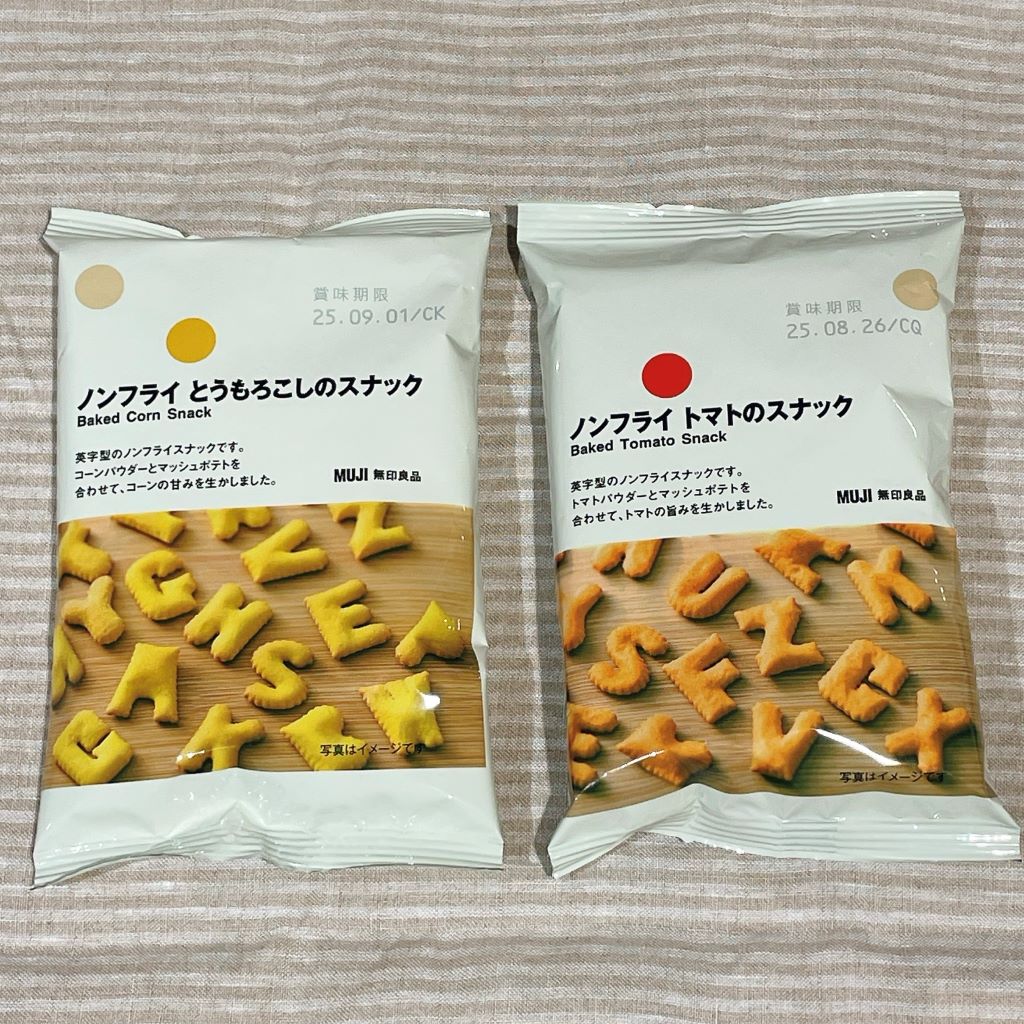 賞味期限
25.09.01/CK
ノンフライ とうもろこしのスナック
Baked Corn Snack
英字型のノンフライスナックです。
コーンパウダーとマッシュポテトを
合わせて、コーンの甘みを生かしました。
MUJI 無印良品
写真はイメージです
賞味期限
25.08.26/CQ
ノンフライ トマトのスナック
Baked Tomato Snack
英字型のノンフライスナックです。
トマトパウダーとマッシュポテトを
合わせて、トマトの旨みを生かしました。
MUJI 無印良品
写真はイメージです